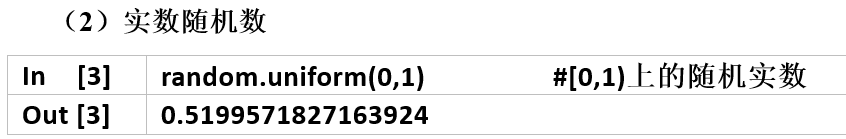 （2）实数随机数
In [3] random.uniform(0,1) #[0,1)上的随机实数
Out [3] 0.5199571827163924